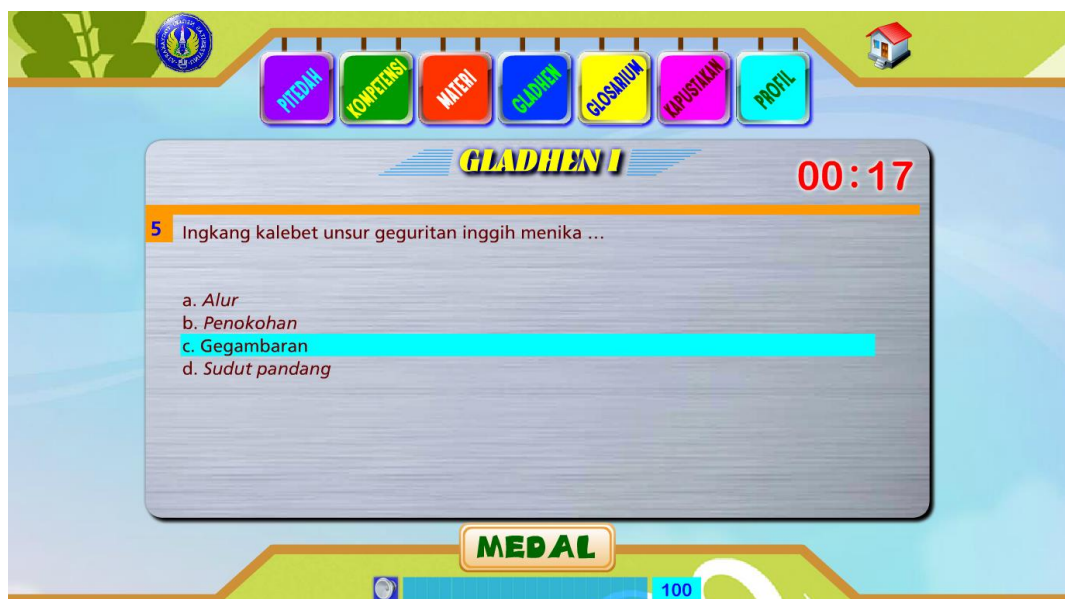 PITEDAH
KOMPETENSI
MATERI
GLADHEN
GLOSARIUM
KAPUSTAKAN
PROFIL
GLADHEN I
00:17
5 Ingkang kalebet unsur geguritan inggih menika ...
a. Alur
b. Penokohan
c. Gegambaran
d. Sudut pandang
MEDAL
100